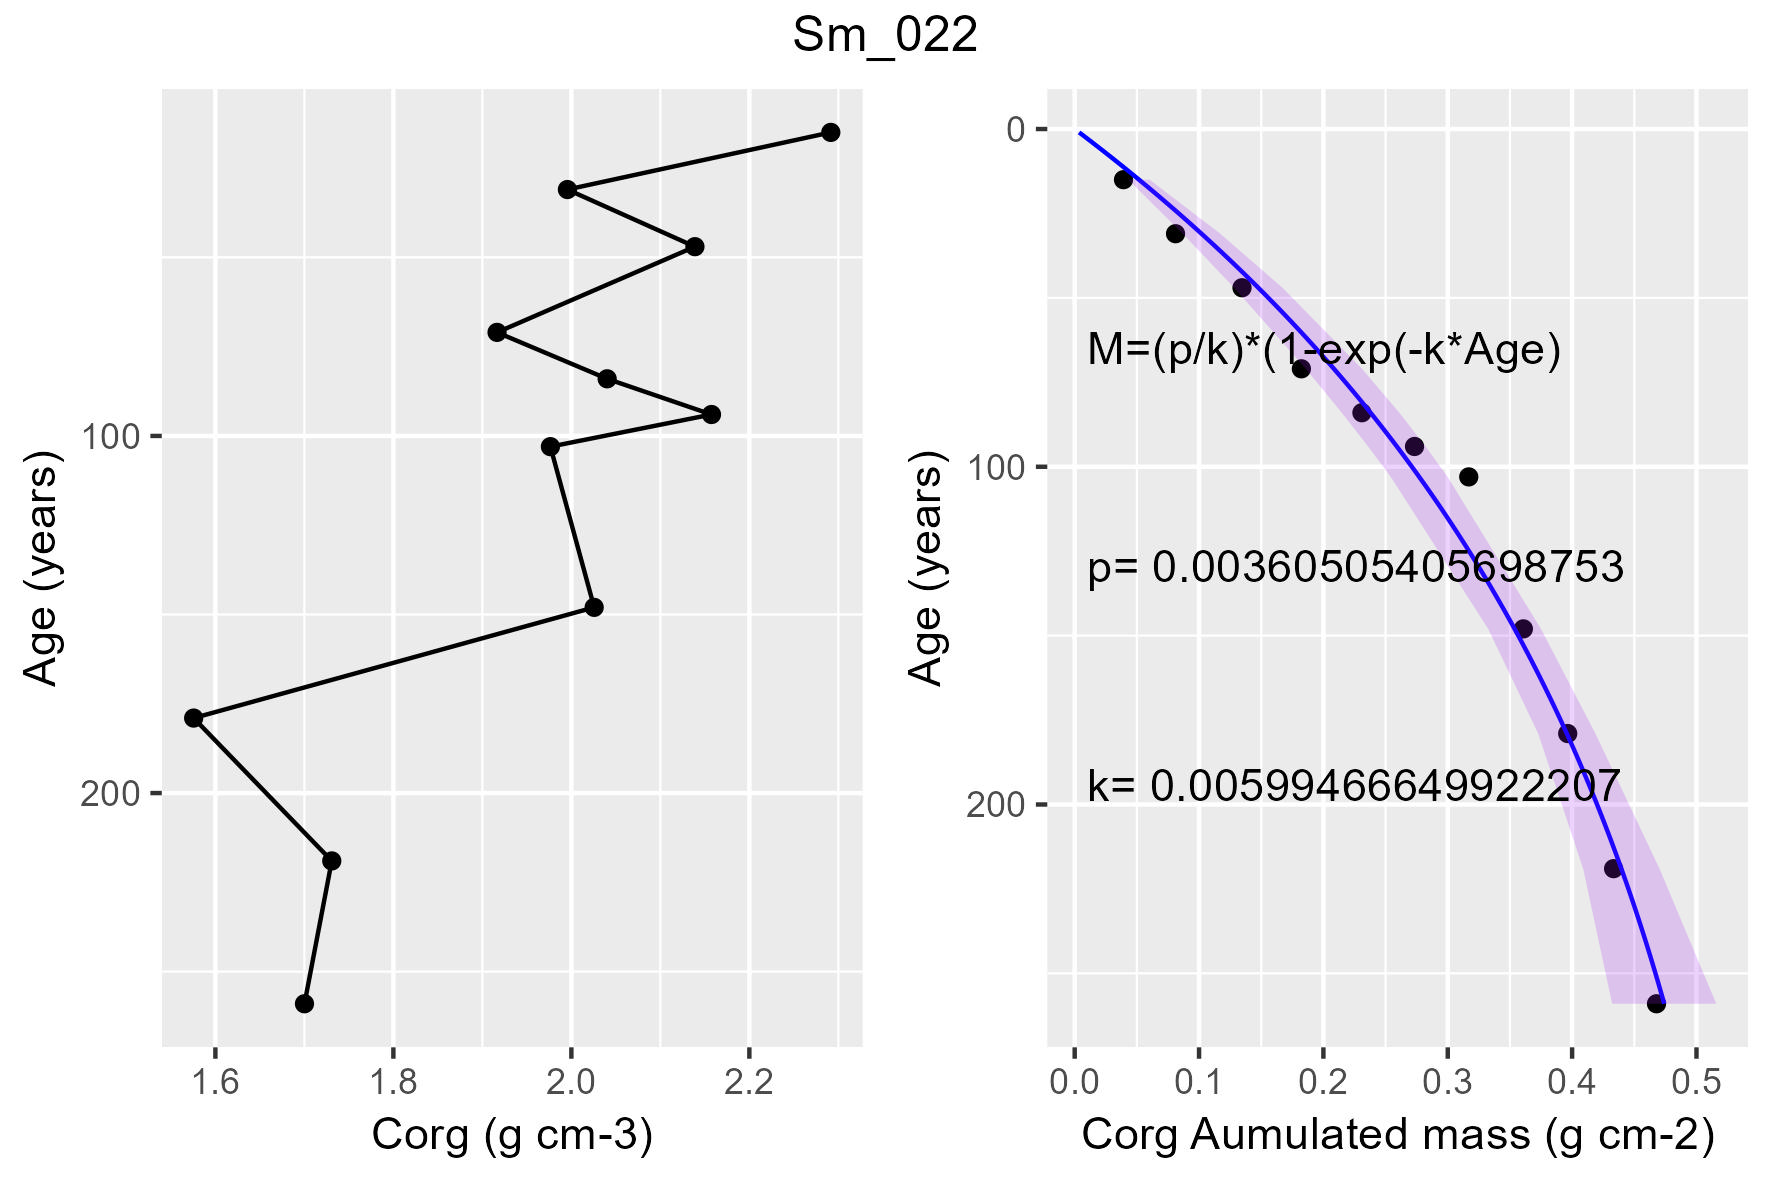 Sm_022
Age (years)
100
200
1.6 1.8 2.0 2.2
Corg (g cm-3)
Age (years)
0
100
200
M=(p/k)*(1-exp(-k*Age)
p= 0.00360505405698753
k= 0.00599466649922207
0.0 0.1 0.2 0.3 0.4 0.5
Corg Aumulated mass (g cm-2)